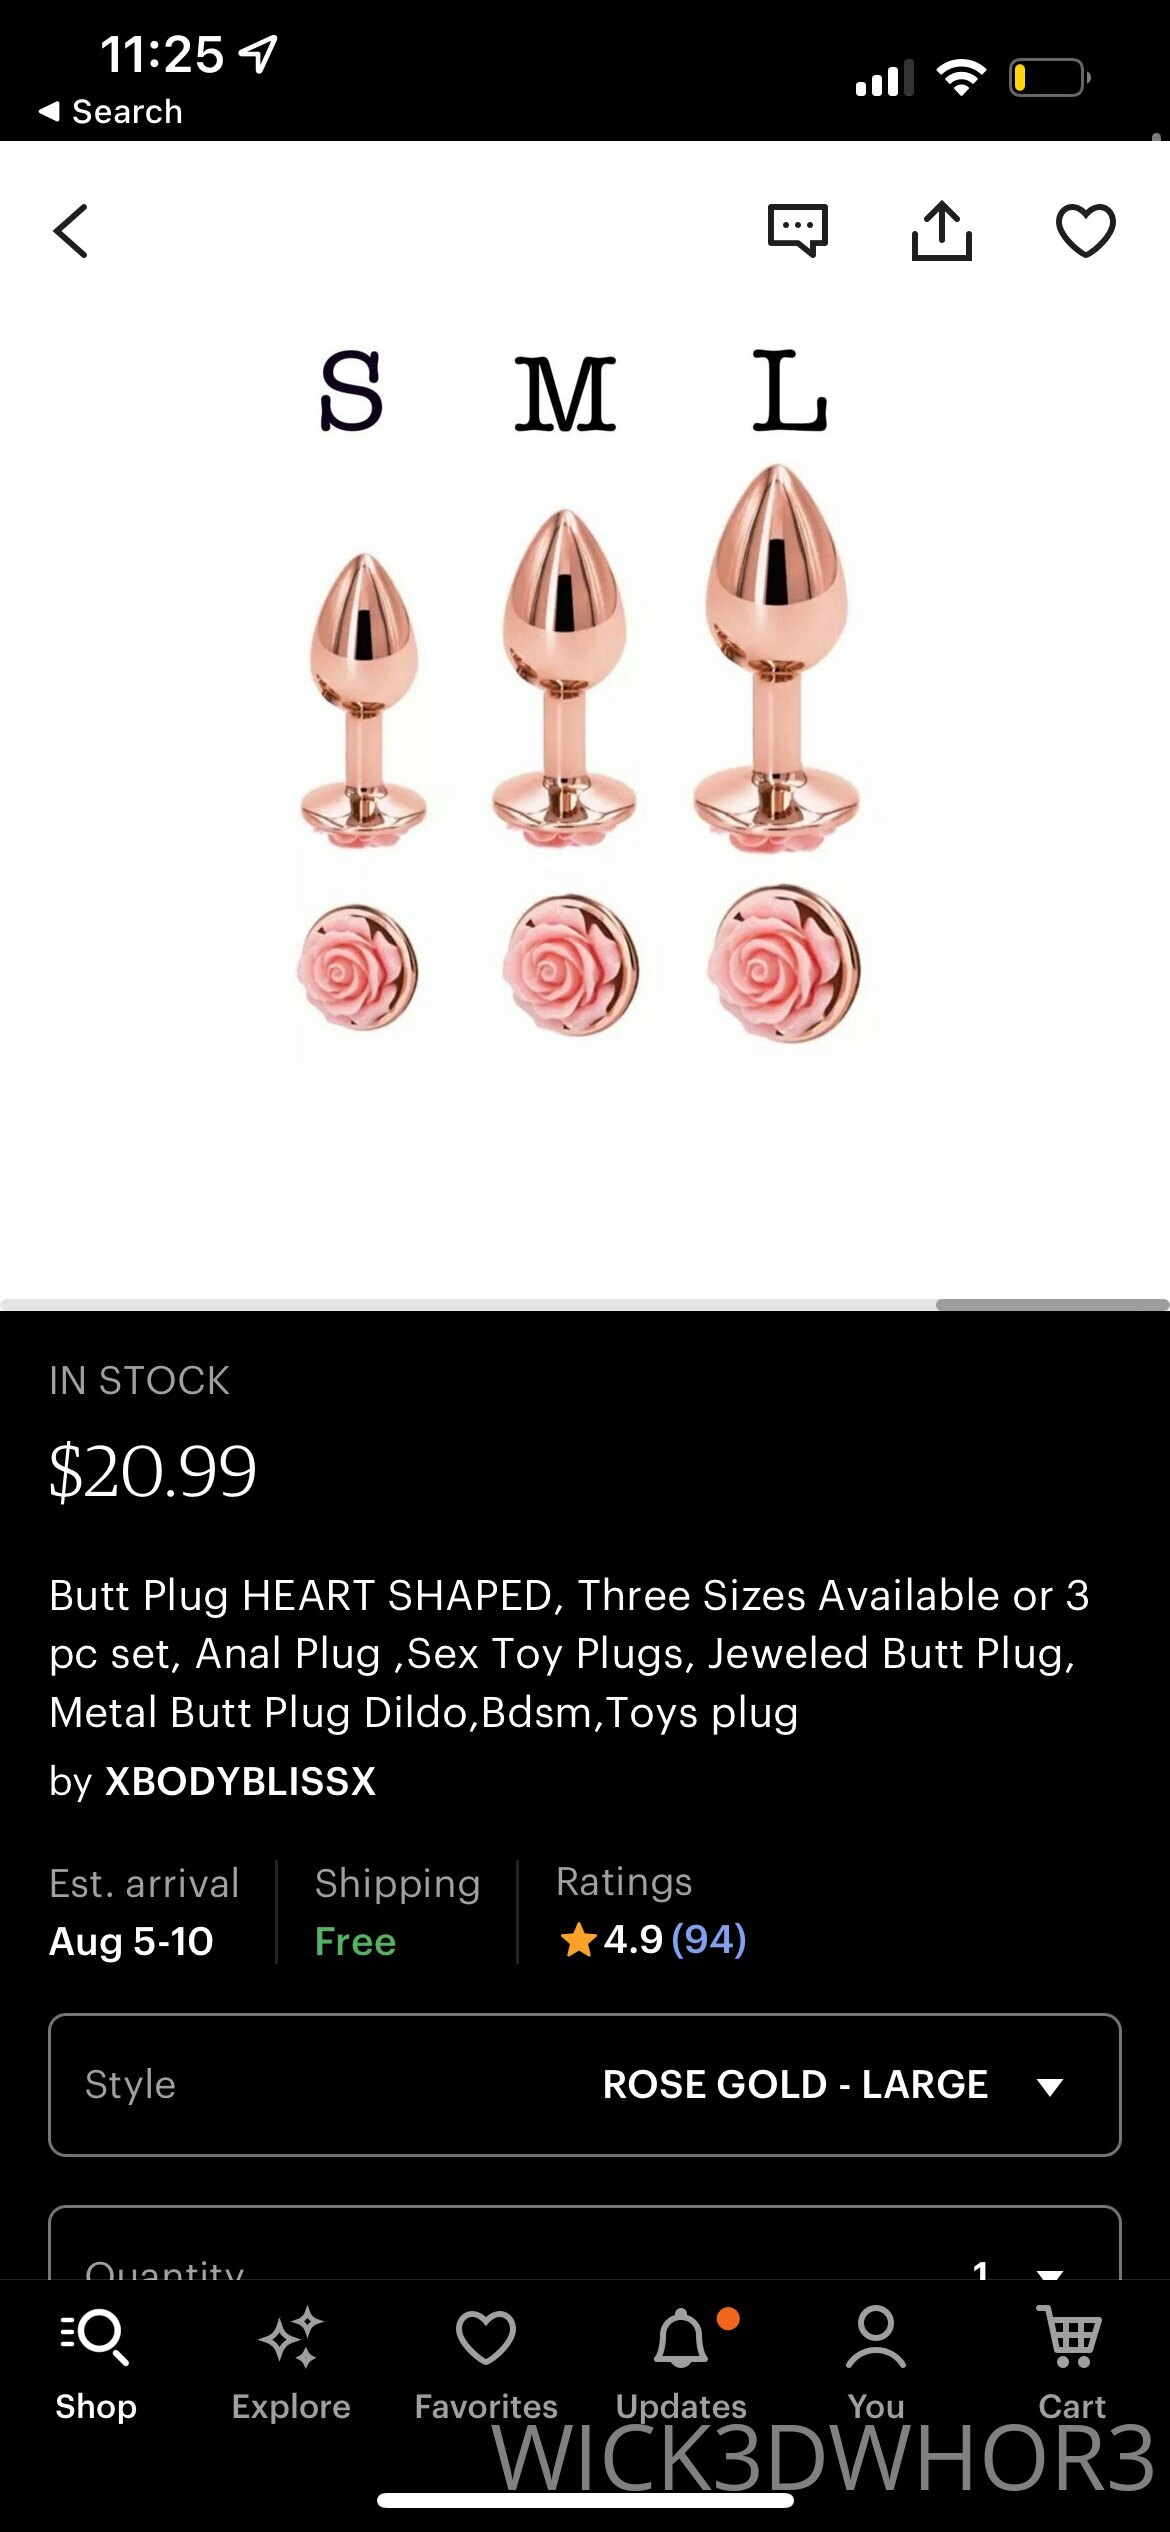 11:25
Search
S M L
IN STOCK
$20.99
Butt Plug HEART SHAPED, Three Sizes Available or 3
pc set, Anal Plug ,Sex Toy Plugs, Jeweled Butt Plug,
Metal Butt Plug Dildo,Bdsm,Toys plug
by XBODYBLISSX
Est. arrival Shipping Ratings
Aug 5-10 Free 4.9 (94)
Style ROSE GOLD - LARGE
Quantity 1
Shop Explore Favorites Updates You Cart
WICK3DWHOR3